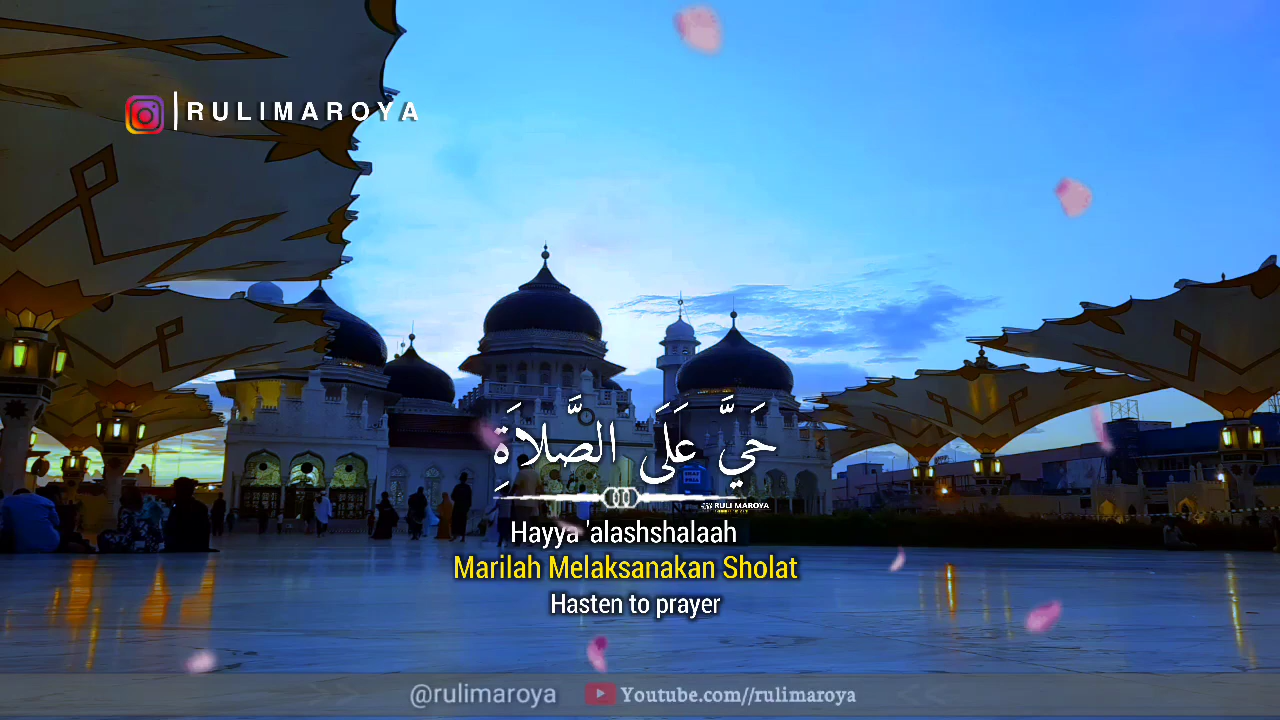 RULIMAROYA
حَيَّ عَلَى الصَّلاَةِ
RULI MAROYA
Hayya 'alashshalaah
Marilah Melaksanakan Sholat
Hasten to prayer
@rulimaroya
Youtube.com//rulimaroya